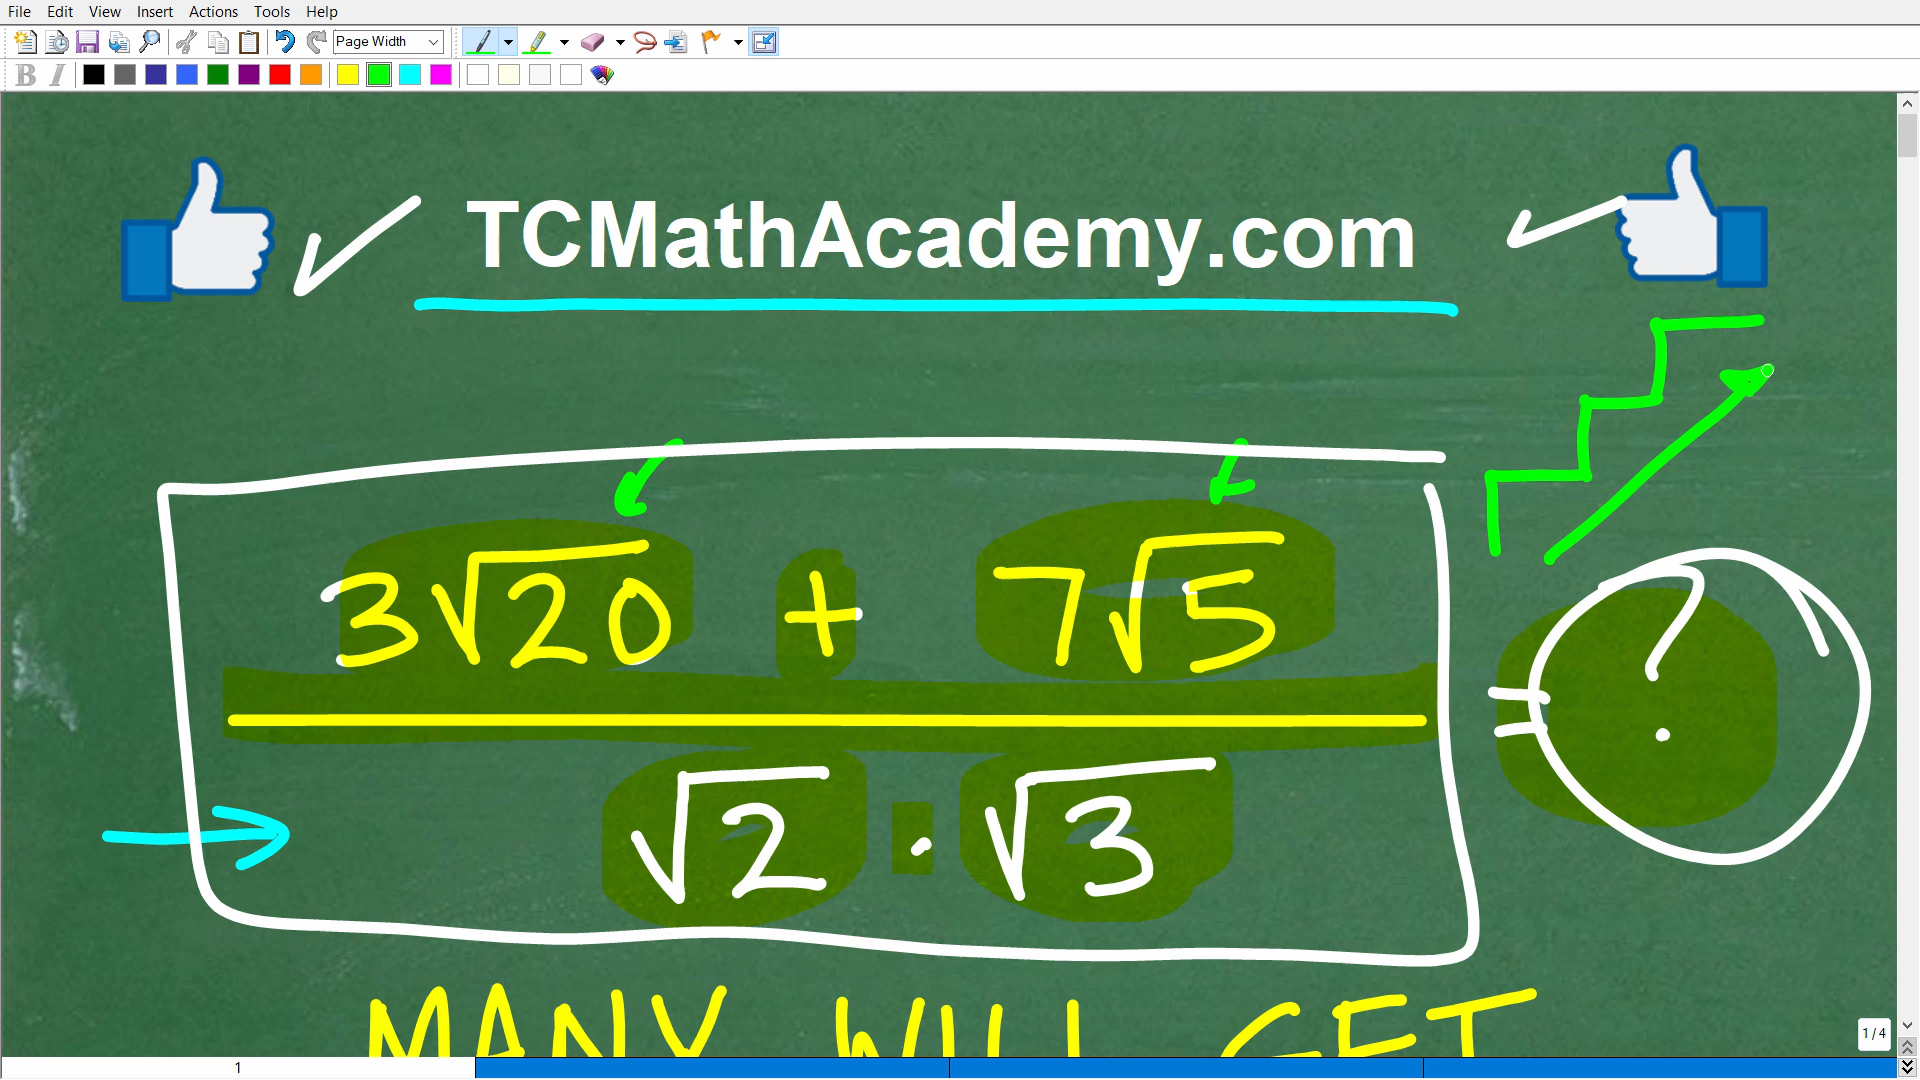 File Edit View Insert Actions Tools Help
Page Width
B I
TCMathAcademy.com
3√20 + 7√5
= ?
√2 · √3
MANY WILL GET
1 / 4
1